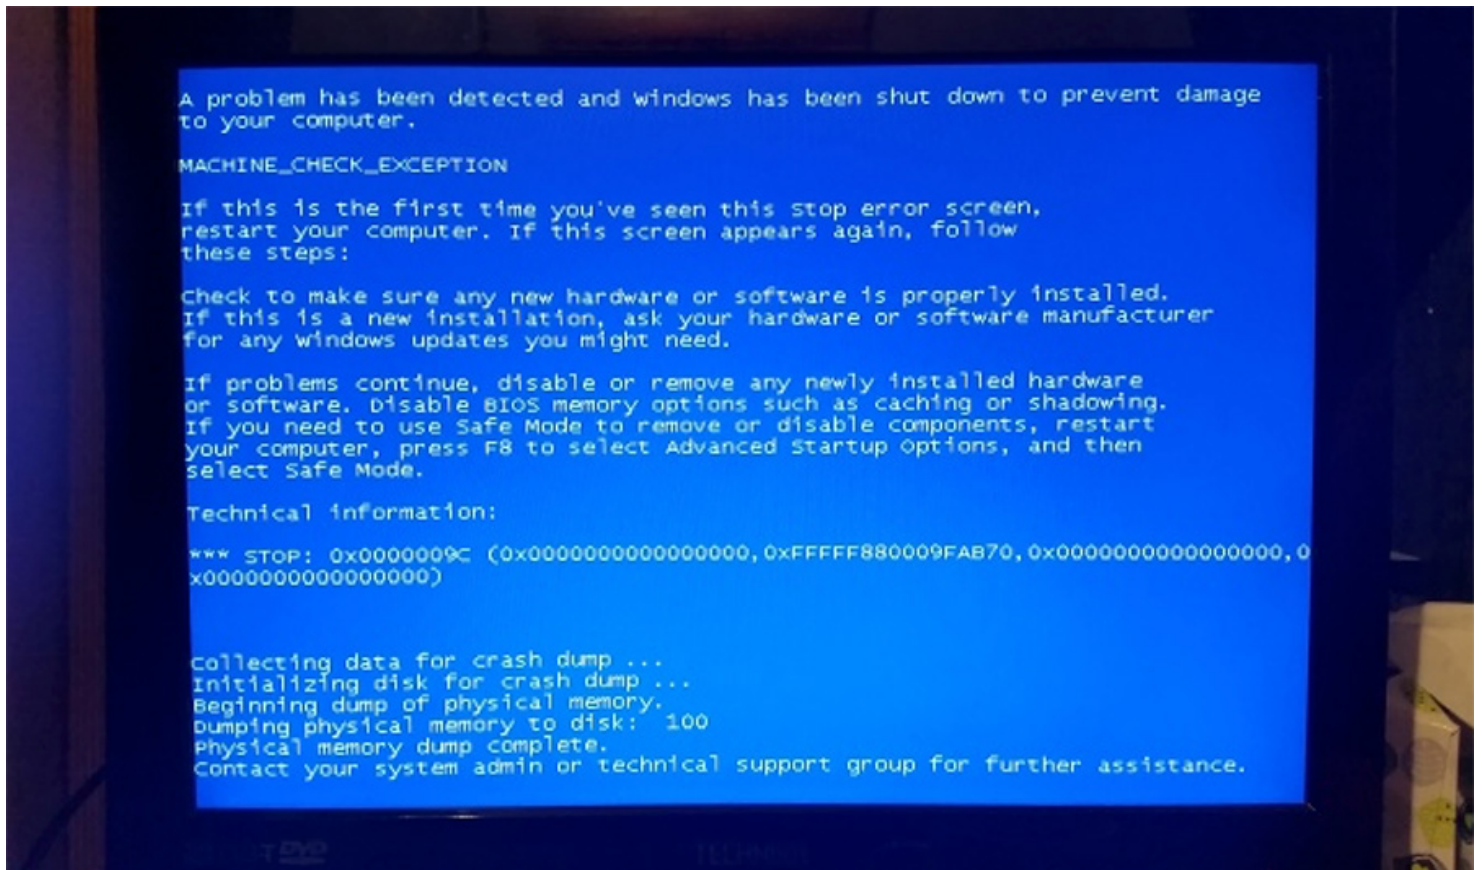 A problem has been detected and windows has been shut down to prevent damage
to your computer.
MACHINE_CHECK_EXCEPTION
If this is the first time you've seen this stop error screen,
restart your computer. If this screen appears again, follow
these steps:
Check to make sure any new hardware or software is properly installed.
If this is a new installation, ask your hardware or software manufacturer
for any windows updates you might need.
If problems continue, disable or remove any newly installed hardware
or software. Disable BIOS memory options such as caching or shadowing.
If you need to use Safe Mode to remove or disable components, restart
your computer, press F8 to select Advanced Startup Options, and then
select Safe Mode.
Technical information:
*** STOP: 0x0000009C (0x0000000000000000,0xFFFFF880009FAB70,0x0000000000000000,0
x0000000000000000)
Collecting data for crash dump ...
Initializing disk for crash dump ...
Beginning dump of physical memory.
Dumping physical memory to disk: 100
Physical memory dump complete.
Contact your system admin or technical support group for further assistance.
DVD